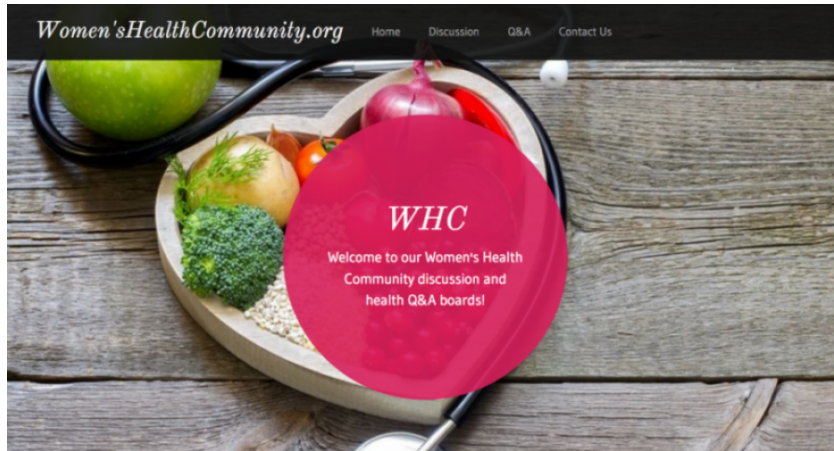 Women'sHealthCommunity.org
Home Discussion Q&A Contact Us
WHC
Welcome to our Women's Health
Community discussion and
health Q&A boards!